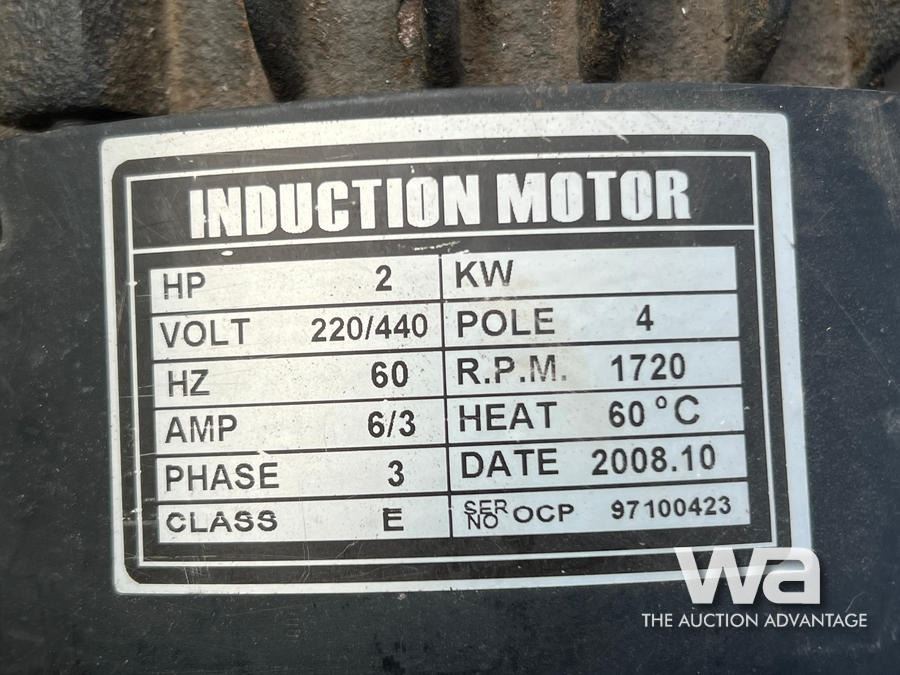 INDUCTION MOTOR
HP 2 KW
VOLT 220/440 POLE 4
HZ 60 R.P.M. 1720
AMP 6/3 HEAT 60°C
PHASE 3 DATE 2008.10
CLASS E SER NO OCP 97100423
wa
THE AUCTION ADVANTAGE